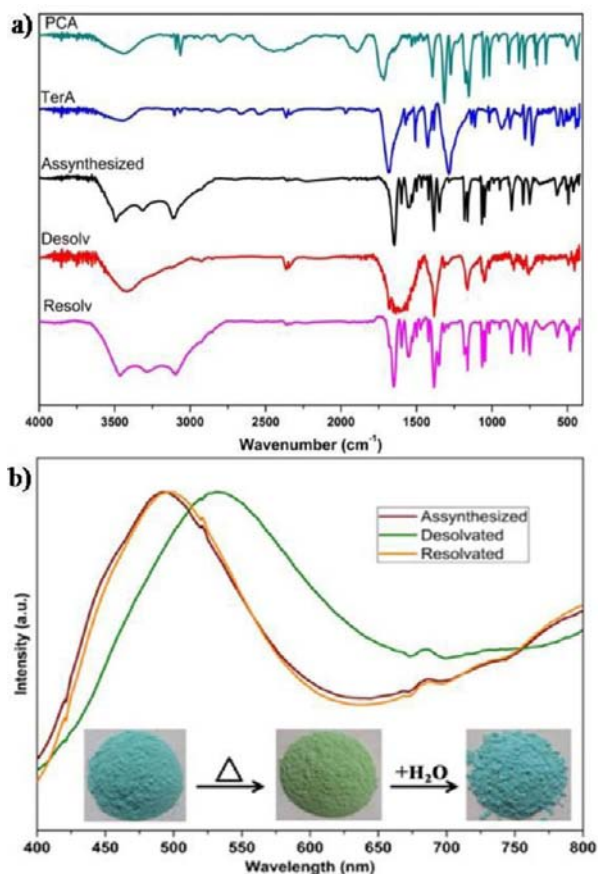 a)
PCA
TerA
Assynthesized
Desolv
Resolv
4000 3500 3000 2500 2000 1500 1000 500
Wavenumber (cm⁻¹)
b)
Assynthesized
Desolvated
Resolvated
Intensity (a.u.)
△
+H₂O
400 450 500 550 600 650 700 750 800
Wavelength (nm)